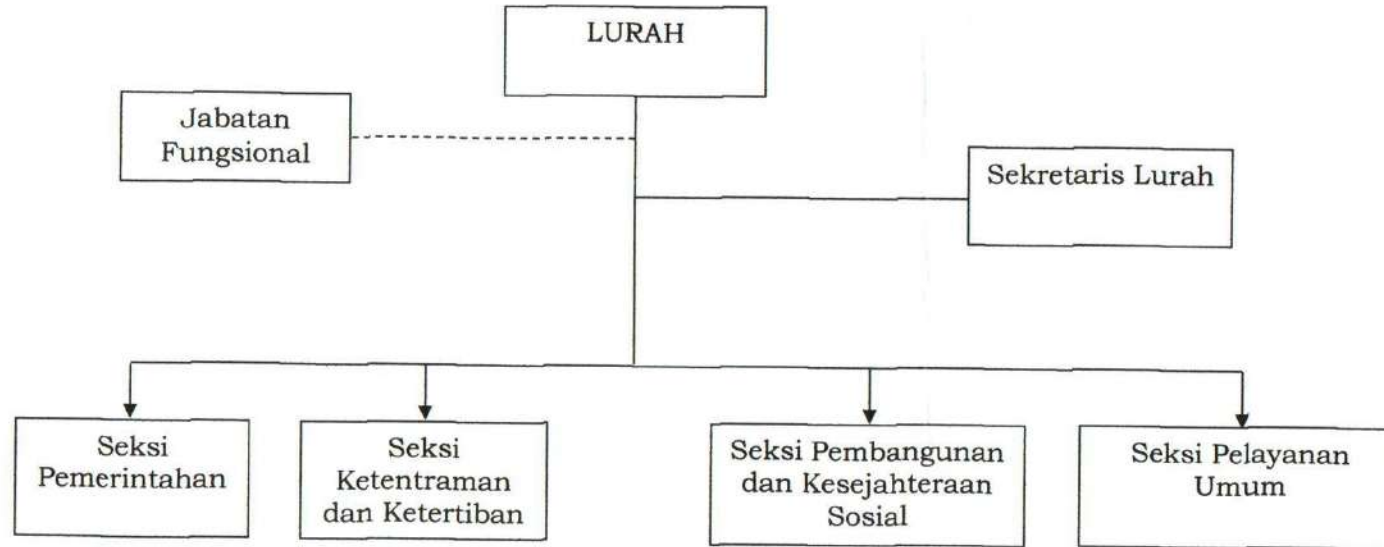 LURAH
Jabatan
Fungsional
Sekretaris Lurah
Seksi
Pemerintahan
Seksi
Ketentraman
dan Ketertiban
Seksi Pembangunan
dan Kesejahteraan
Sosial
Seksi Pelayanan
Umum